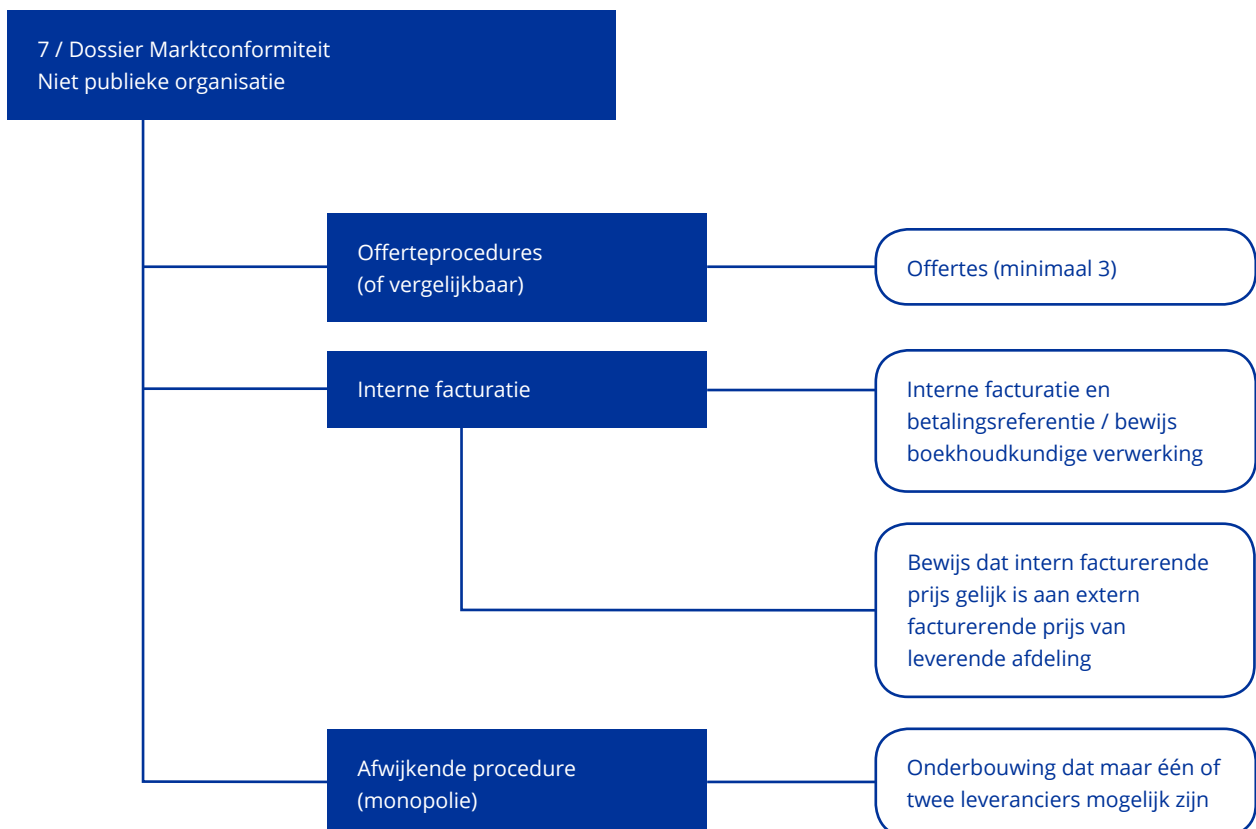 7 / Dossier Marktconformiteit
Niet publieke organisatie
Offerteprocedures
(of vergelijkbaar)
Offertes (minimaal 3)
Interne facturatie
Interne facturatie en
betalingsreferentie / bewijs
boekhoudkundige verwerking
Bewijs dat intern facturerende
prijs gelijk is aan extern
facturerende prijs van
leverende afdeling
Afwijkende procedure
(monopolie)
Onderbouwing dat maar één of
twee leveranciers mogelijk zijn